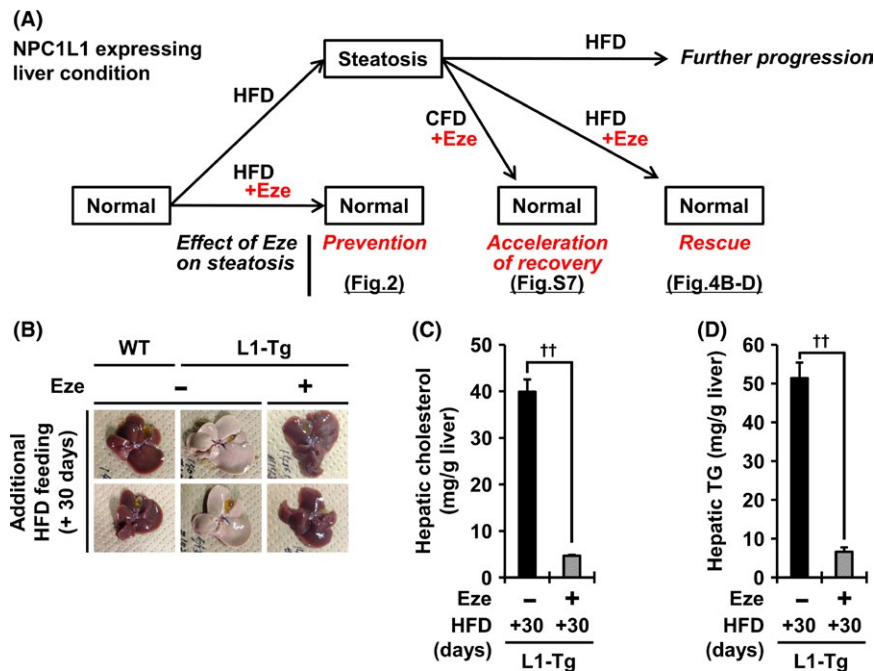 (A)
NPC1L1 expressing
liver condition
Steatosis
HFD
Further progression
HFD
CFD
+Eze
HFD
+Eze
HFD
+Eze
Normal
Normal
Normal
Normal
Effect of Eze
on steatosis
Prevention
Acceleration
of recovery
Rescue
(Fig.2)
(Fig.S7)
(Fig.4B-D)
(B)
WT
L1-Tg
Eze
–
+
Additional
HFD feeding
(+ 30 days)
(C)
Hepatic cholesterol
(mg/g liver)
50
40
30
20
10
0
††
Eze – +
HFD +30 +30
(days)
L1-Tg
(D)
Hepatic TG (mg/g liver)
60
50
40
30
20
10
0
††
Eze – +
HFD +30 +30
(days)
L1-Tg